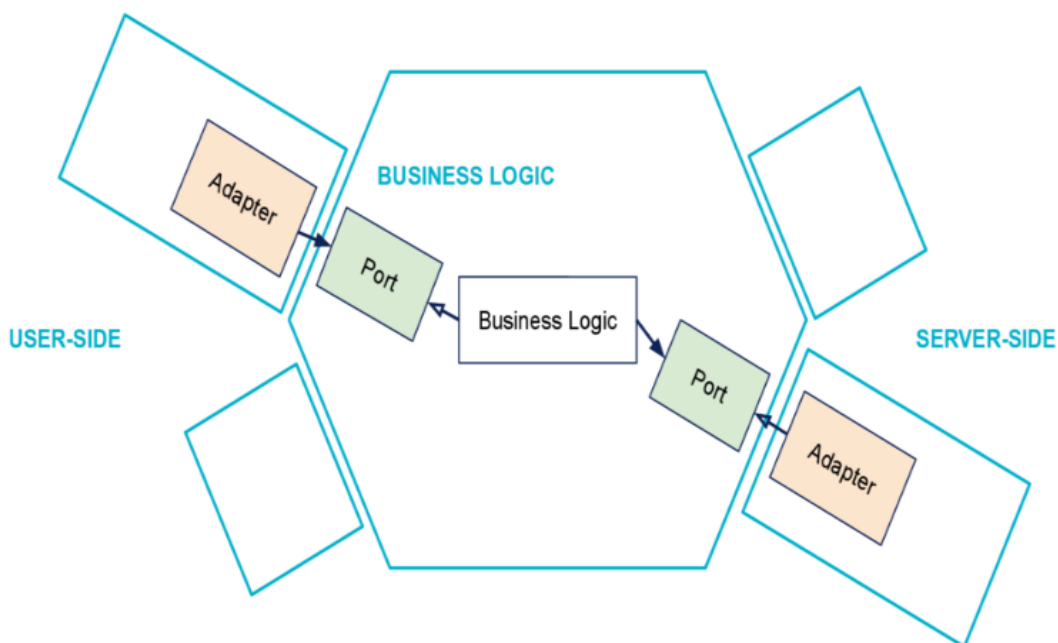 BUSINESS LOGIC
Adapter
Port
Business Logic
USER-SIDE
SERVER-SIDE
Port
Adapter